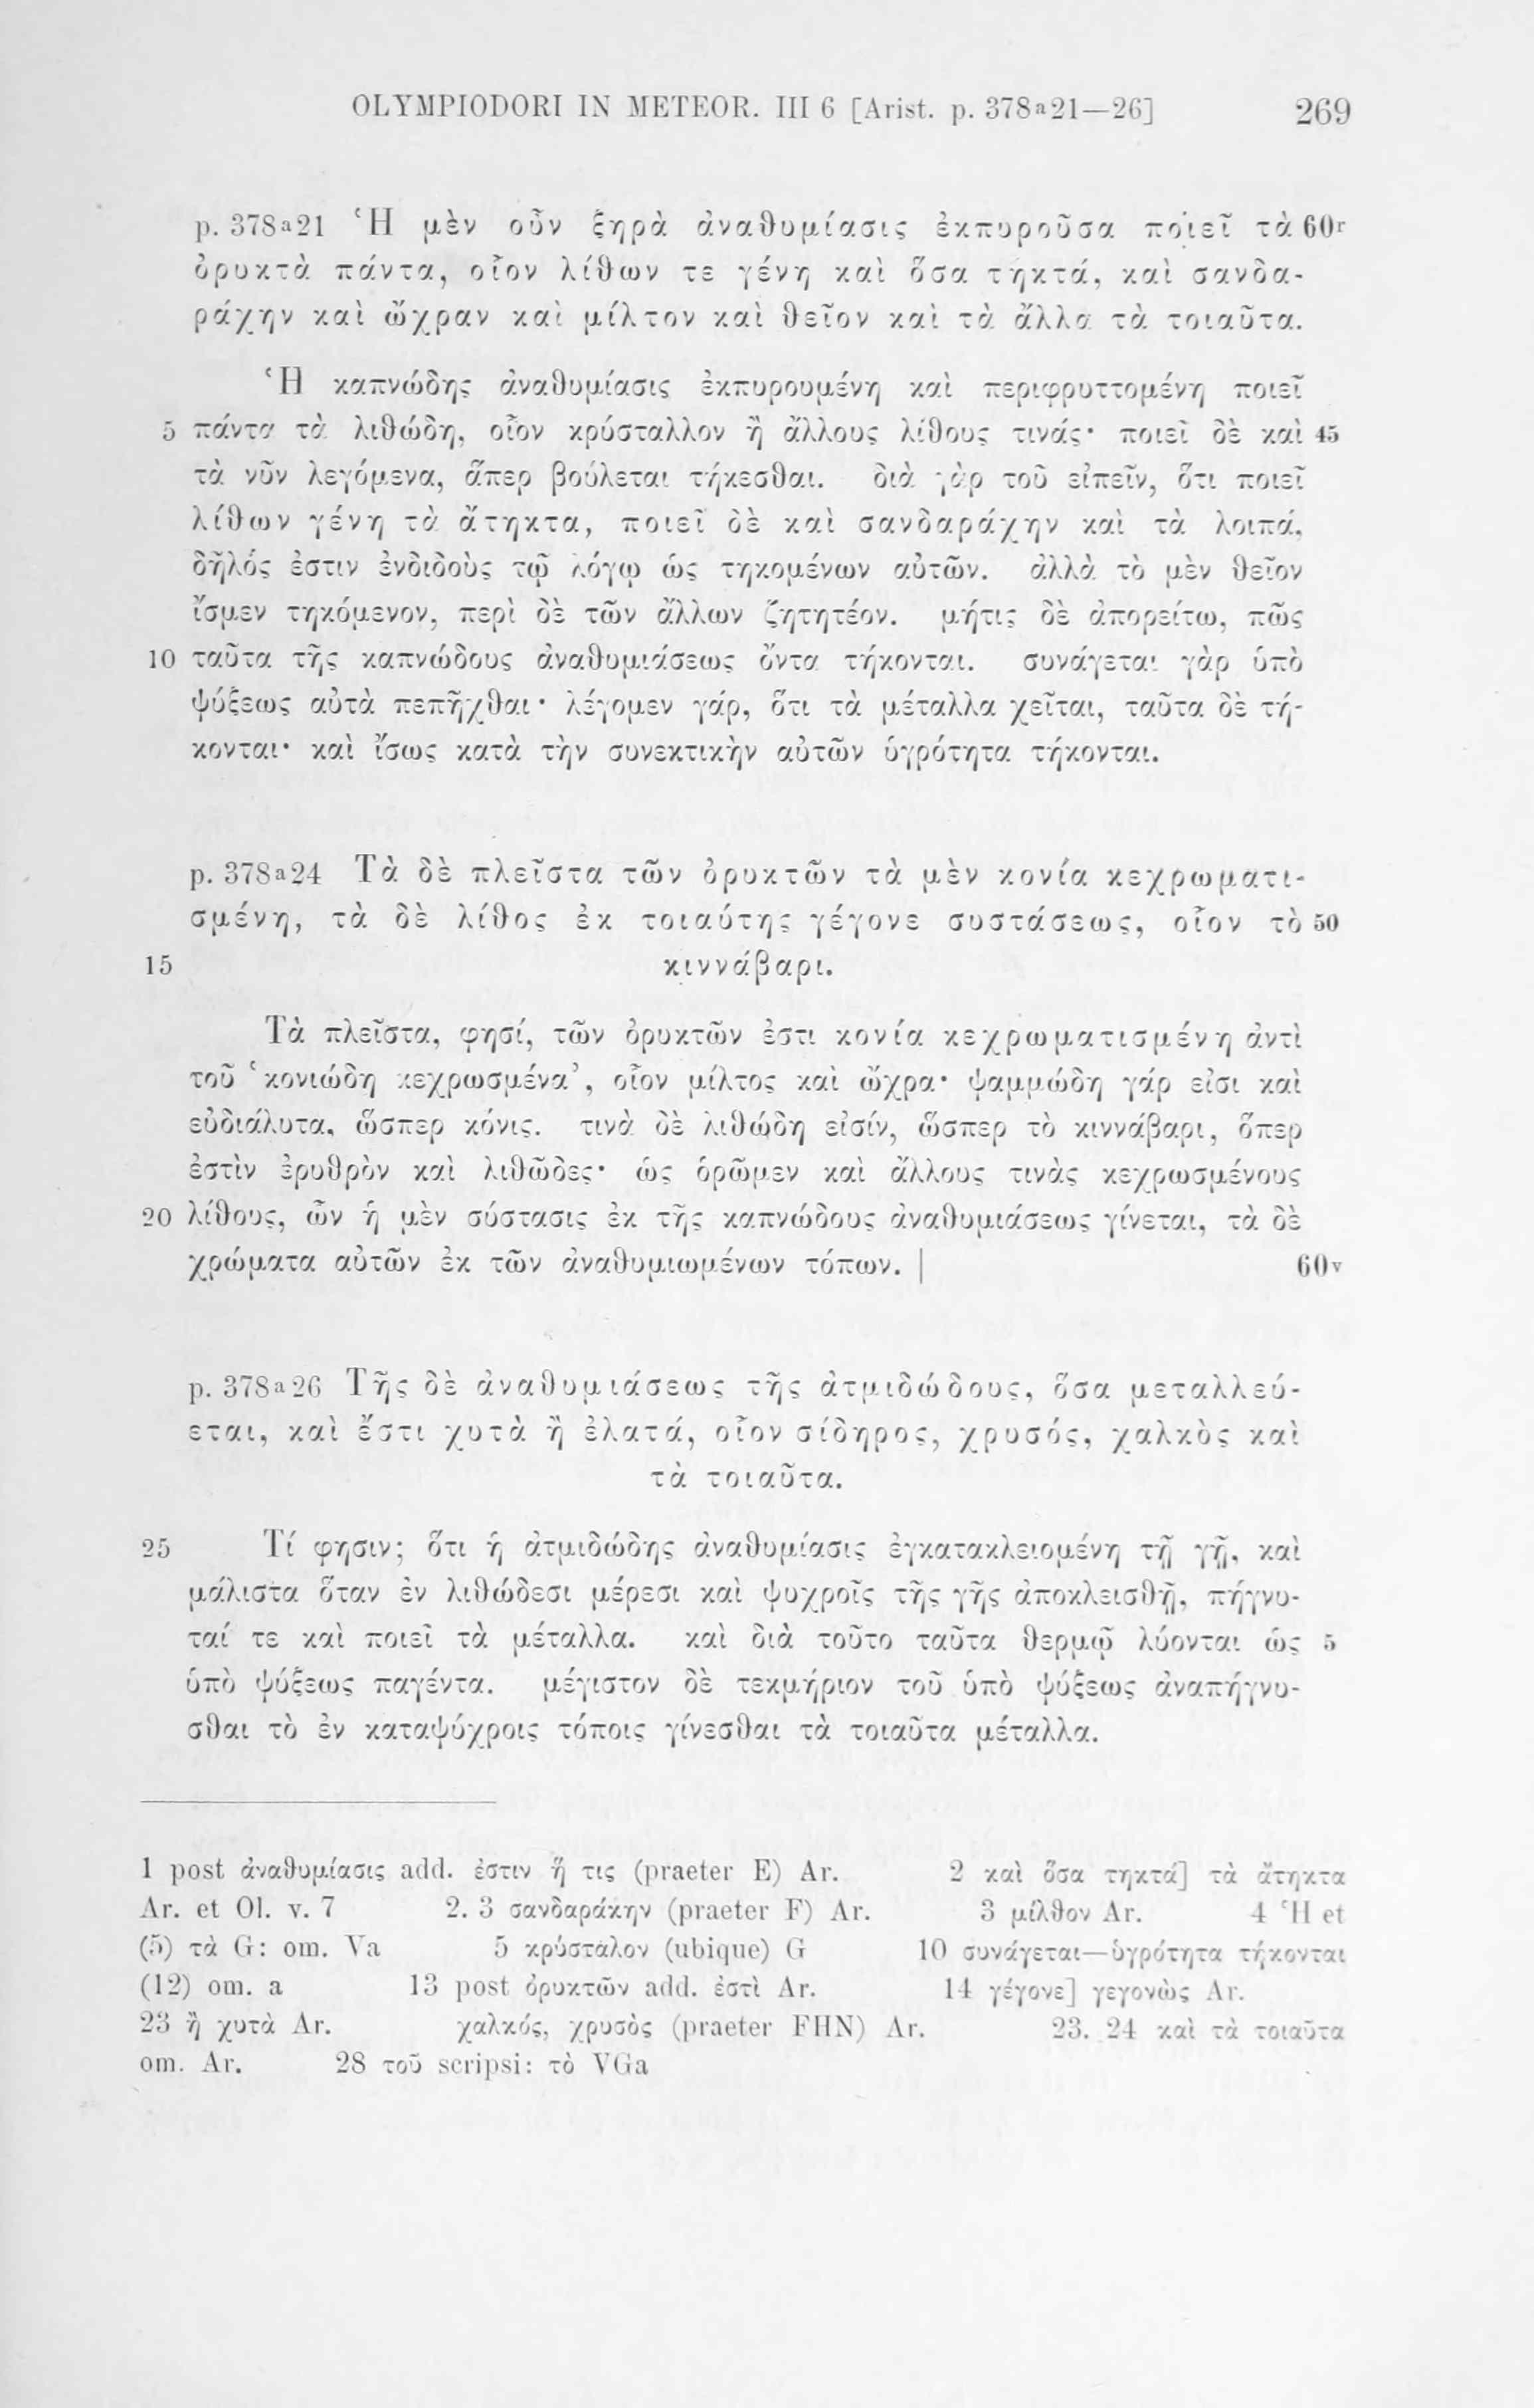 OLYMPIODORI IN METEOR. III 6 [Arist. p. 378a21—26] 269
p. 378a21 Ἡ μὲν οὖν ξηρὰ ἀναθυμίασις ἐκπυροῦσα ποιεῖ τὰ 60r
ὀρυκτὰ πάντα, οἷον λίθων τε γένη καὶ ὅσα τηκτά, καὶ σανδα-
ράχην καὶ ὤχραν καὶ μίλτον καὶ θεῖον καὶ τὰ ἄλλα τὰ τοιαῦτα.
Ἡ καπνώδης ἀναθυμίασις ἐκπυρουμένη καὶ περιφρυττομένη ποιεῖ
5 πάντα τὰ λιθώδη, οἷον κρύσταλλον ἢ ἄλλους λίθους τινάς· ποιεῖ δὲ καὶ 45
τὰ νῦν λεγόμενα, ἅπερ βούλεται τήκεσθαι. διὰ γὰρ τοῦ εἰπεῖν, ὅτι ποιεῖ
λίθων γένη τὰ ἄτηκτα, ποιεῖ δὲ καὶ σανδαράχην καὶ τὰ λοιπά,
δῆλός ἐστιν ἐνδιδοὺς τῷ λόγῳ ὡς τηκομένων αὐτῶν. ἀλλὰ τὸ μὲν θεῖον
ἴσμεν τηκόμενον, περὶ δὲ τῶν ἄλλων ζητητέον. μήτις δὲ ἀπορείτω, πῶς
10 ταῦτα τῆς καπνώδους ἀναθυμιάσεως ὄντα τήκονται. συνάγεται γὰρ ὑπὸ
ψύξεως αὐτὰ πεπῆχθαι· λέγομεν γάρ, ὅτι τὰ μέταλλα χεῖται, ταῦτα δὲ τή-
κονται· καὶ ἴσως κατὰ τὴν συνεκτικὴν αὐτῶν ὑγρότητα τήκονται.
p. 378a24 Τὰ δὲ πλεῖστα τῶν ὀρυκτῶν τὰ μὲν κονία κεχρωματι-
σμένη, τὰ δὲ λίθος ἐκ τοιαύτης γέγονε συστάσεως, οἷον τὸ 50
15 κιννάβαρι.
Τὰ πλεῖστα, φησί, τῶν ὀρυκτῶν ἐστι κονία κεχρωματισμένη ἀντὶ
τοῦ ‘κονιώδη κεχρωσμένα’, οἷον μίλτος καὶ ὤχρα· ψαμμώδη γάρ εἰσι καὶ
εὐδιάλυτα, ὥσπερ κόνις. τινὰ δὲ λιθώδη εἰσίν, ὥσπερ τὸ κιννάβαρι, ὅπερ
ἐστὶν ἐρυθρὸν καὶ λιθῶδες· ὡς ὁρῶμεν καὶ ἄλλους τινὰς κεχρωσμένους
20 λίθους, ὧν ἡ μὲν σύστασις ἐκ τῆς καπνώδους ἀναθυμιάσεως γίνεται, τὰ δὲ
χρώματα αὐτῶν ἐκ τῶν ἀναθυμιωμένων τόπων. | 60v
p. 378a26 Τῆς δὲ ἀναθυμιάσεως τῆς ἀτμιδώδους, ὅσα μεταλλεύ-
εται, καὶ ἔστι χυτὰ ἢ ἐλατά, οἷον σίδηρος, χρυσός, χαλκὸς καὶ
τὰ τοιαῦτα.
25 Τί φησιν; ὅτι ἡ ἀτμιδώδης ἀναθυμίασις ἐγκατακλειομένη τῇ γῇ, καὶ
μάλιστα ὅταν ἐν λιθώδεσι μέρεσι καὶ ψυχροῖς τῆς γῆς ἀποκλεισθῇ, πήγνυ-
ταί τε καὶ ποιεῖ τὰ μέταλλα. καὶ διὰ τοῦτο ταῦτα θερμῷ λύονται ὡς 5
ὑπὸ ψύξεως παγέντα. μέγιστον δὲ τεκμήριον τοῦ ὑπὸ ψύξεως ἀναπήγνυ-
σθαι τὸ ἐν καταψύχροις τόποις γίνεσθαι τὰ τοιαῦτα μέταλλα.
1 post ἀναθυμίασις add. ἐστιν ἥ τις (praeter E) Ar. 2 καὶ ὅσα τηκτά] τὰ ἄτηκτα
Ar. et Ol. v. 7 2. 3 σανδαράκην (praeter F) Ar. 3 μίλθον Ar. 4 Ἡ et
(5) τὰ G: om. Va 5 κρύσταλον (ubique) G 10 συνάγεται—ὑγρότητα τήκονται
(12) om. a 13 post ὀρυκτῶν add. ἐστὶ Ar. 14 γέγονε] γεγονὼς Ar.
23 ἢ χυτὰ Ar. χαλκός, χρυσὸς (praeter FHN) Ar. 23. 24 καὶ τὰ τοιαῦτα
om. Ar. 28 τοῦ scripsi: τὸ VGa